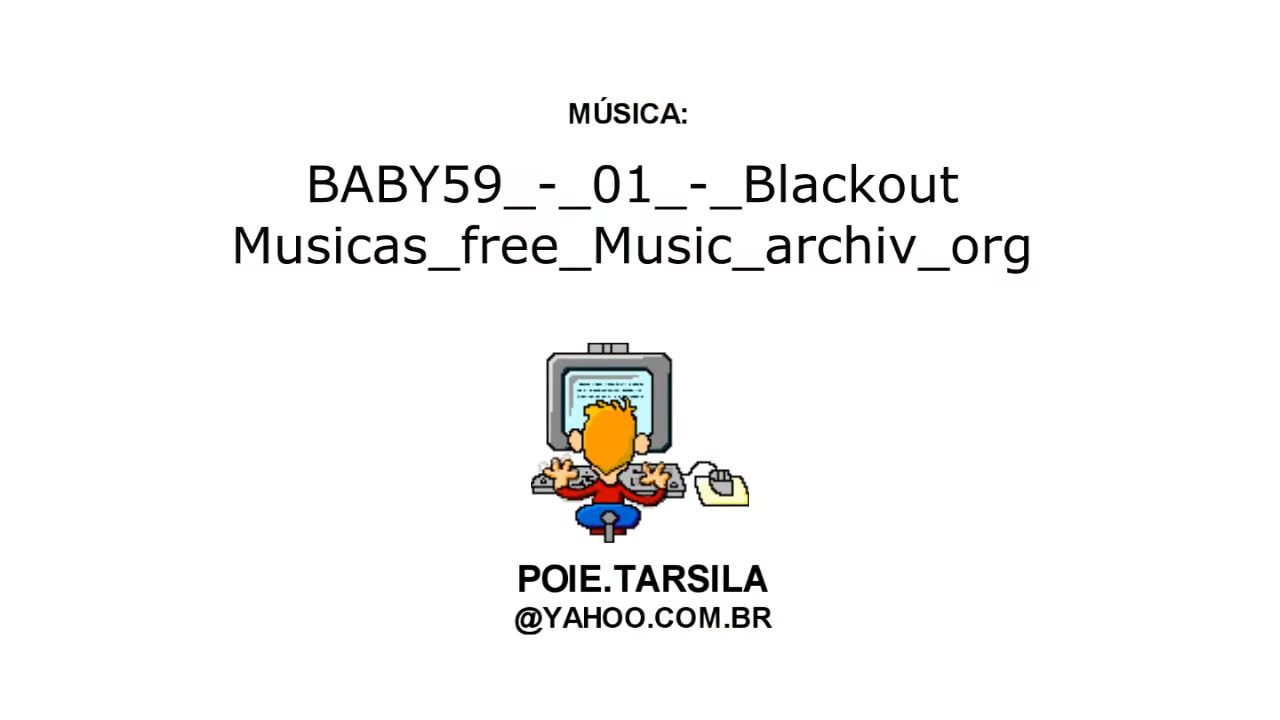 MÚSICA:
BABY59_-_01_-_Blackout
Musicas_free_Music_archiv_org
POIE.TARSILA
@YAHOO.COM.BR